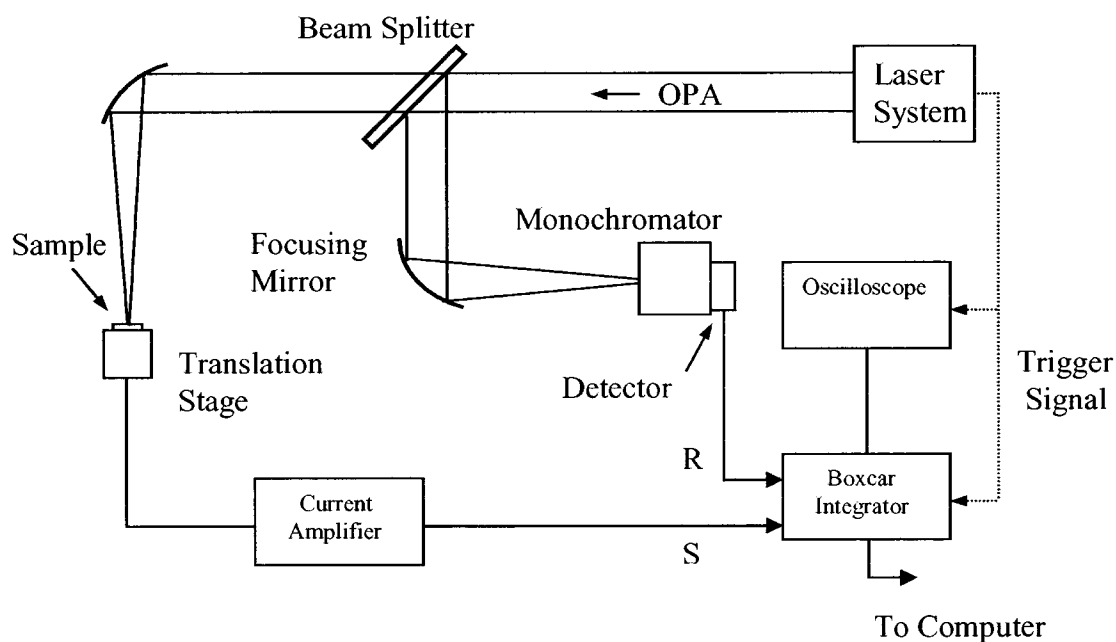 Beam Splitter
Laser
System
OPA
Sample
Focusing
Mirror
Monochromator
Oscilloscope
Translation
Stage
Detector
Trigger
Signal
R
Boxcar
Integrator
Current
Amplifier
S
To Computer